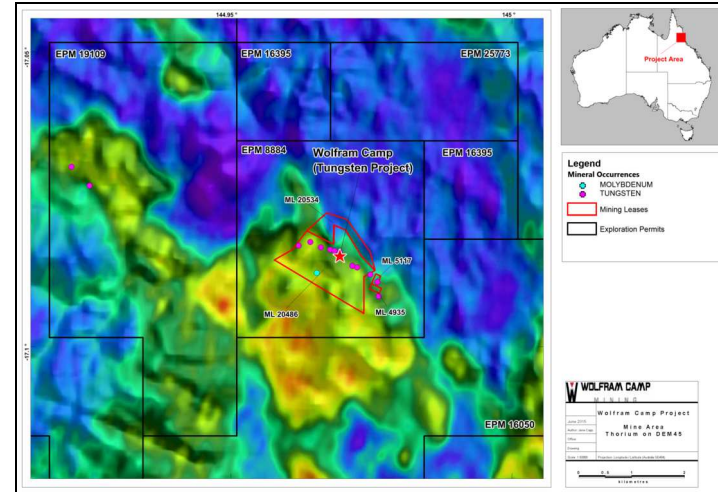 144.95 °
145 °
-17.05 °
-17.1 °
EPM 19109
EPM 16395
EPM 25773
EPM 8884
Wolfram Camp
(Tungsten Project)
EPM 16395
ML 20534
ML 5117
ML 20486
ML 4935
EPM 16050
Project Area
Legend
Mineral Occurrences
MOLYBDENUM
TUNGSTEN
Mining Leases
Exploration Permits
WOLFRAM CAMP
MINING
Wolfram Camp Project
Mine Area
Thorium on DEM45
0 0.5 1 2
kilometres